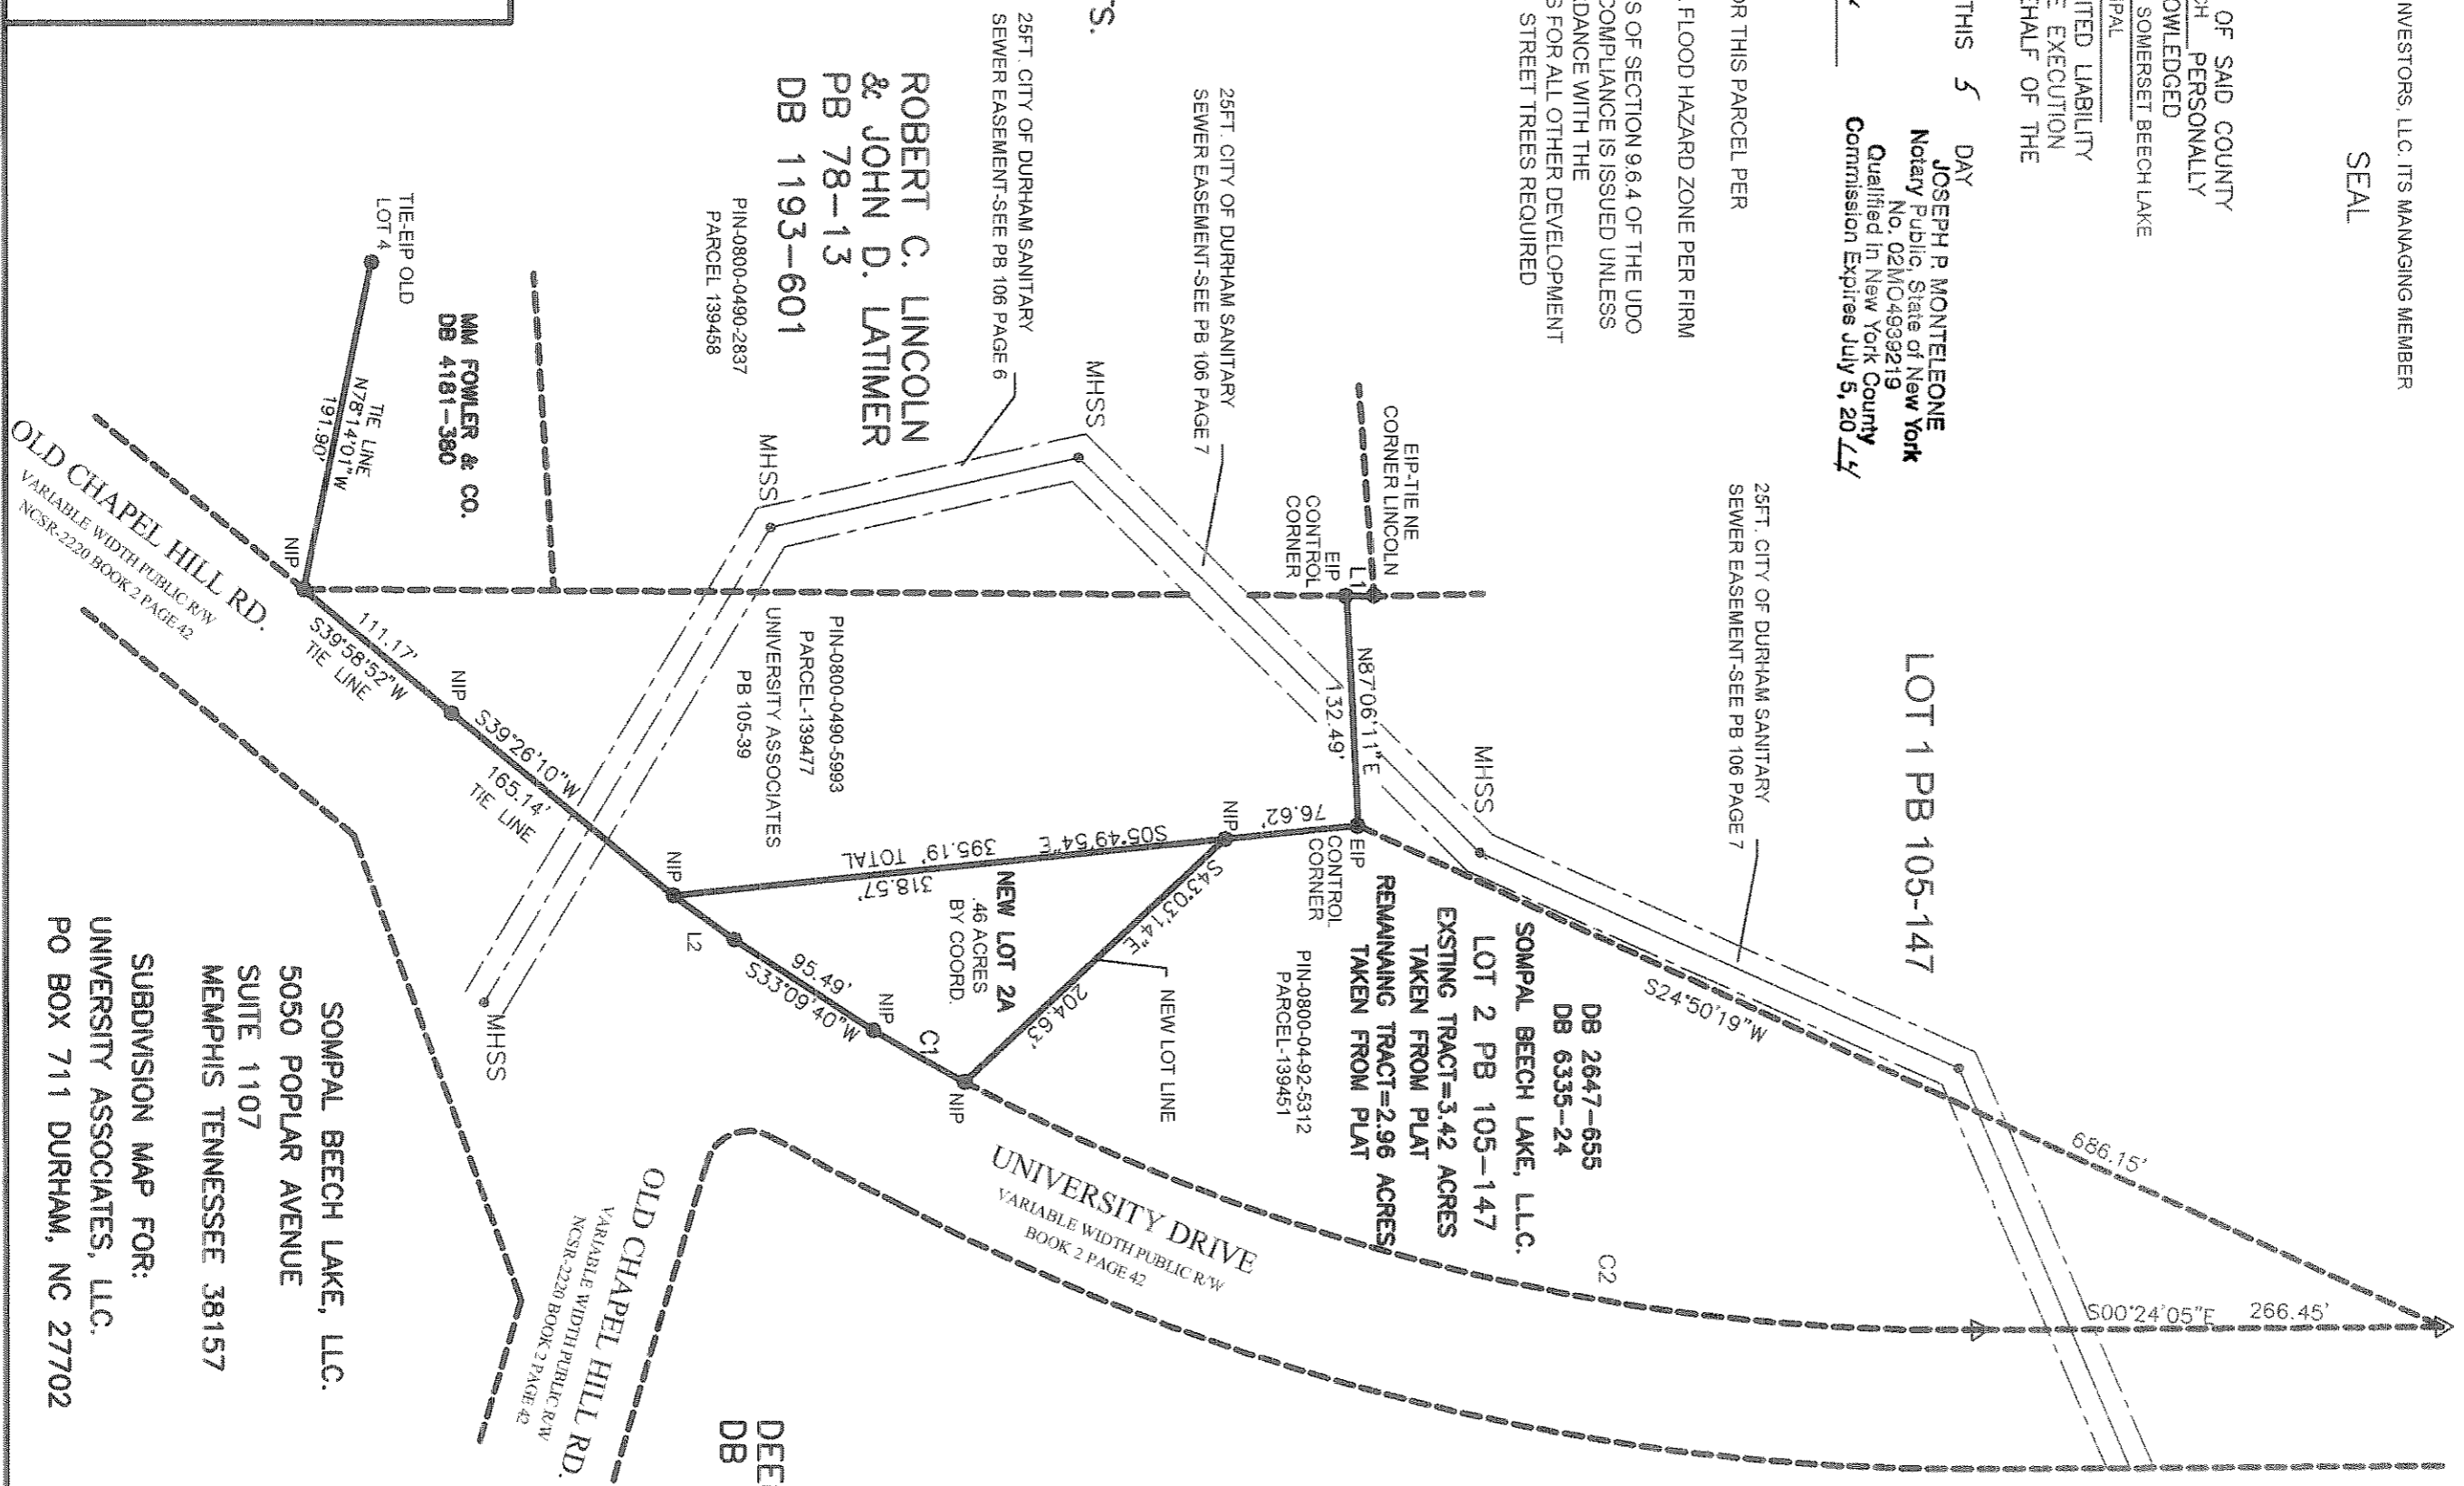 NVESTORS, LLC. ITS MANAGING MEMBER
SEAL
OF SAID COUNTY
CH PERSONALLY
OWLEDGED
SOMERSET BEECH LAKE
IPAL
ITED LIABILITY
E EXECUTION
EHALF OF THE
THIS 5 DAY
JOSEPH P. MONTELEONE
Notary Public, State of New York
No. 02MO4939219
Qualified in New York County
Commission Expires July 5, 2014
OR THIS PARCEL PER
FLOOD HAZARD ZONE PER FIRM
S OF SECTION 9.6.4 OF THE UDO
COMPLIANCE IS ISSUED UNLESS
RDANCE WITH THE
S FOR ALL OTHER DEVELOPMENT
STREET TREES REQUIRED
'S.
LOT 1 PB 105-147
25FT. CITY OF DURHAM SANITARY
SEWER EASEMENT-SEE PB 106 PAGE 7
25FT. CITY OF DURHAM SANITARY
SEWER EASEMENT-SEE PB 106 PAGE 7
25FT. CITY OF DURHAM SANITARY
SEWER EASEMENT-SEE PB 106 PAGE 6
686.15'
S00°24'05"E 266.45'
S24°50'19"W
C2
DB 2647-655
DB 6335-24
SOMPAL BEECH LAKE, L.L.C.
LOT 2 PB 105-147
EXSTING TRACT=3.42 ACRES
TAKEN FROM PLAT
REMAINAING TRACT=2.96 ACRES
TAKEN FROM PLAT
PIN-0800-04-92-5312
PARCEL-139451
MHSS
EIP-TIE NE
CORNER LINCOLN
L1
EIP
CONTROL
CORNER
N87°06'11"E
132.49'
EIP
CONTROL
CORNER
76.62'
NIP
S43°03'14"E
204.63'
NEW LOT LINE
MHSS
UNIVERSITY DRIVE
VARIABLE WIDTH PUBLIC R/W
BOOK 2 PAGE 42
NEW LOT 2A
.46 ACRES
BY COORD.
S05°49'54"E
395.19' TOTAL
318.57'
NIP
C1
NIP
95.49'
S33°09'40"W
L2
NIP
ROBERT C. LINCOLN
& JOHN D. LATIMER
PB 78-13
DB 1193-601
PIN-0800-0490-2837
PARCEL 139458
MHSS
PIN-0800-0490-5993
PARCEL-139477
UNIVERSITY ASSOCIATES
PB 105-39
S39°26'10"W
165.14'
TIE LINE
NIP
111.17'
S39°58'52"W
TIE LINE
NIP
MHSS
MM FOWLER & CO.
DB 4181-380
TIE-EIP OLD
LOT 4
TIE LINE
N78°14'01"W
191.90'
OLD CHAPEL HILL RD.
VARIABLE WIDTH PUBLIC R/W
NCSR-2220 BOOK 2 PAGE 42
OLD CHAPEL HILL RD.
VARIABLE WIDTH PUBLIC R/W
NCSR-2220 BOOK 2 PAGE 42
DEE
DB
SOMPAL BEECH LAKE, LLC.
5050 POPLAR AVENUE
SUITE 1107
MEMPHIS TENNESSEE 38157
SUBDIVISION MAP FOR:
UNIVERSITY ASSOCIATES, LLC.
PO BOX 711 DURHAM, NC 27702